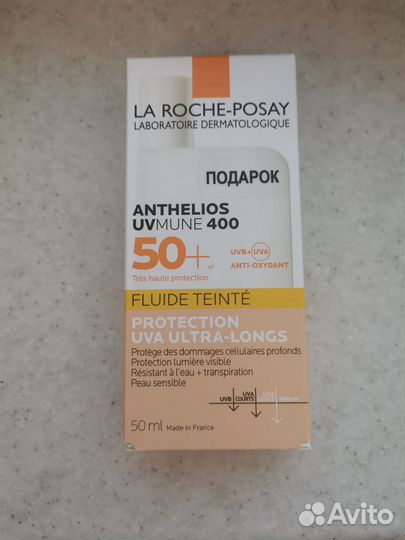 LA ROCHE-POSAY
LABORATOIRE DERMATOLOGIQUE
ПОДАРОК
ANTHELIOS
UVMUNE 400
50+
UVB+UVA
ANTI-OXYDANT
Très haute protection
FLUIDE TEINTÉ
PROTECTION
UVA ULTRA-LONGS
Protège des dommages cellulaires profonds
Protection lumière visible
Résistant à l'eau + transpiration
Peau sensible
UVB
UVA
COURTS
50 ml Made in France
Avito